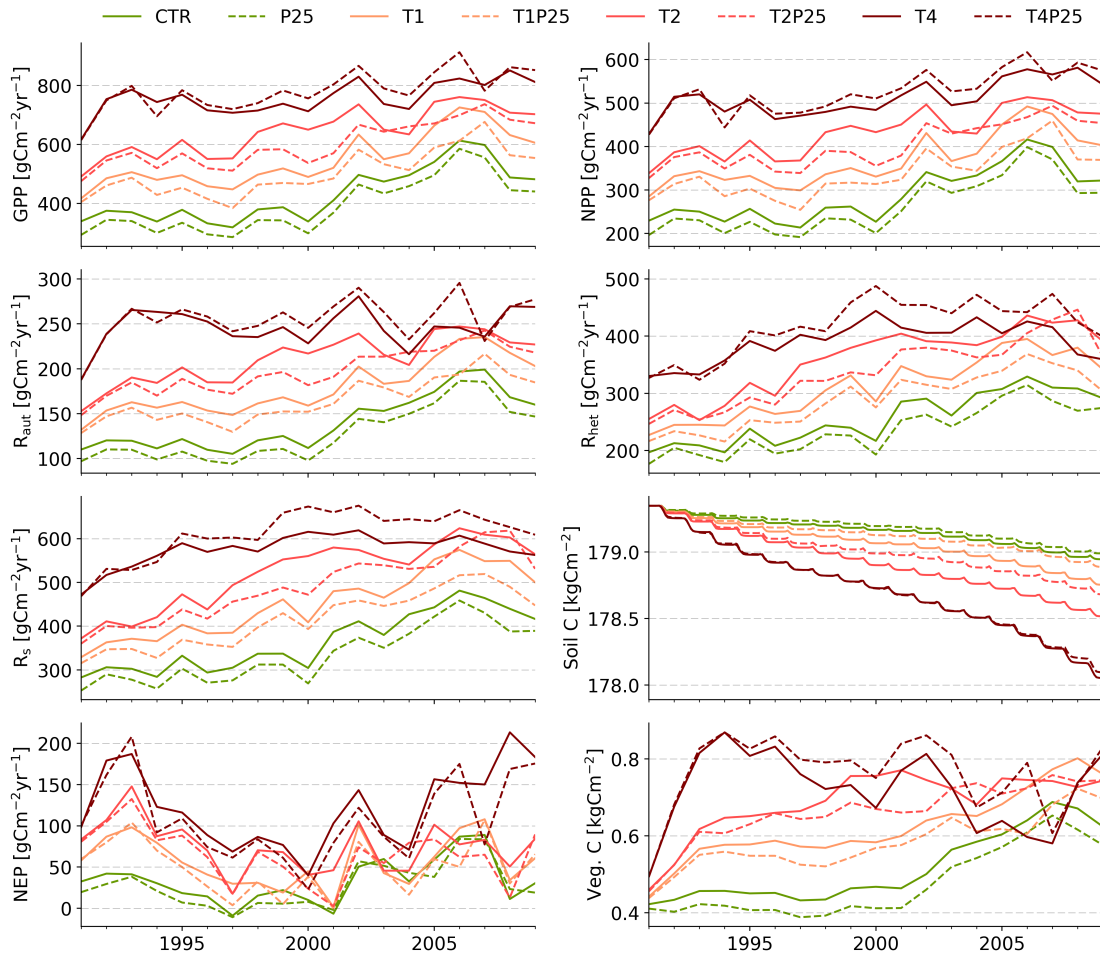 CTR P25 T1 T1P25 T2 T2P25 T4 T4P25
GPP [gCm⁻²yr⁻¹]
800
600
400
NPP [gCm⁻²yr⁻¹]
600
500
400
300
200
R_aut [gCm⁻²yr⁻¹]
300
250
200
150
100
R_het [gCm⁻²yr⁻¹]
500
400
300
200
R_s [gCm⁻²yr⁻¹]
600
500
400
300
Soil C [kgCm⁻²]
179.0
178.5
178.0
NEP [gCm⁻²yr⁻¹]
200
150
100
50
0
1995 2000 2005
Veg. C [kgCm⁻²]
0.8
0.6
0.4
1995 2000 2005